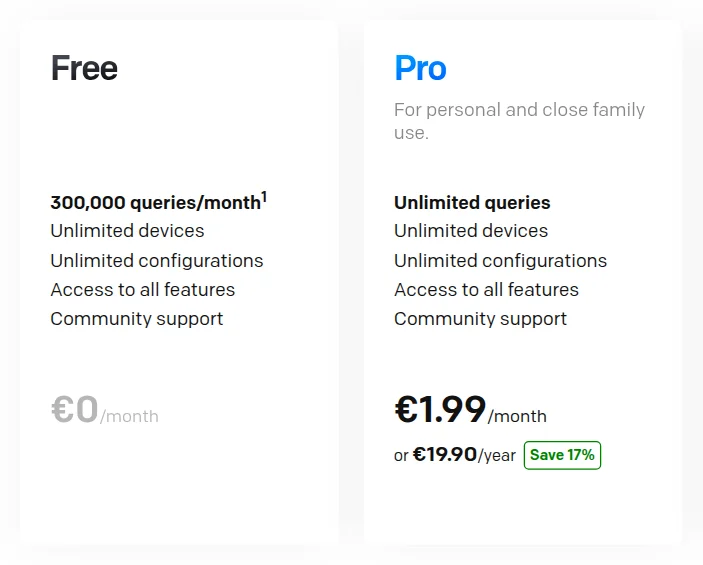 Free
300,000 queries/month1
Unlimited devices
Unlimited configurations
Access to all features
Community support
€0/month
Pro
For personal and close family
use.
Unlimited queries
Unlimited devices
Unlimited configurations
Access to all features
Community support
€1.99/month
or €19.90/year Save 17%